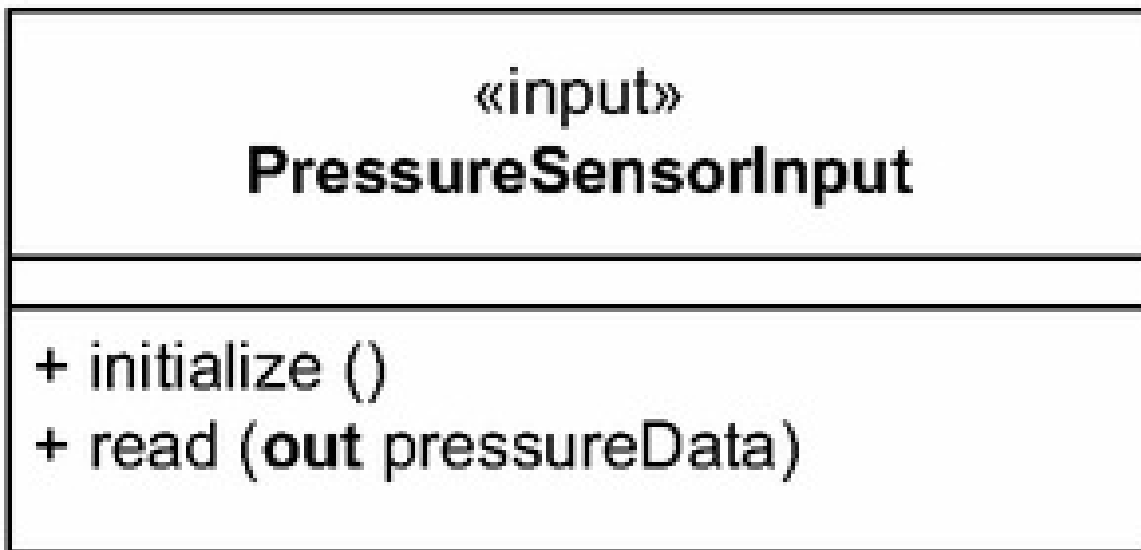 «input»
PressureSensorInput
+ initialize ()
+ read (out pressureData)